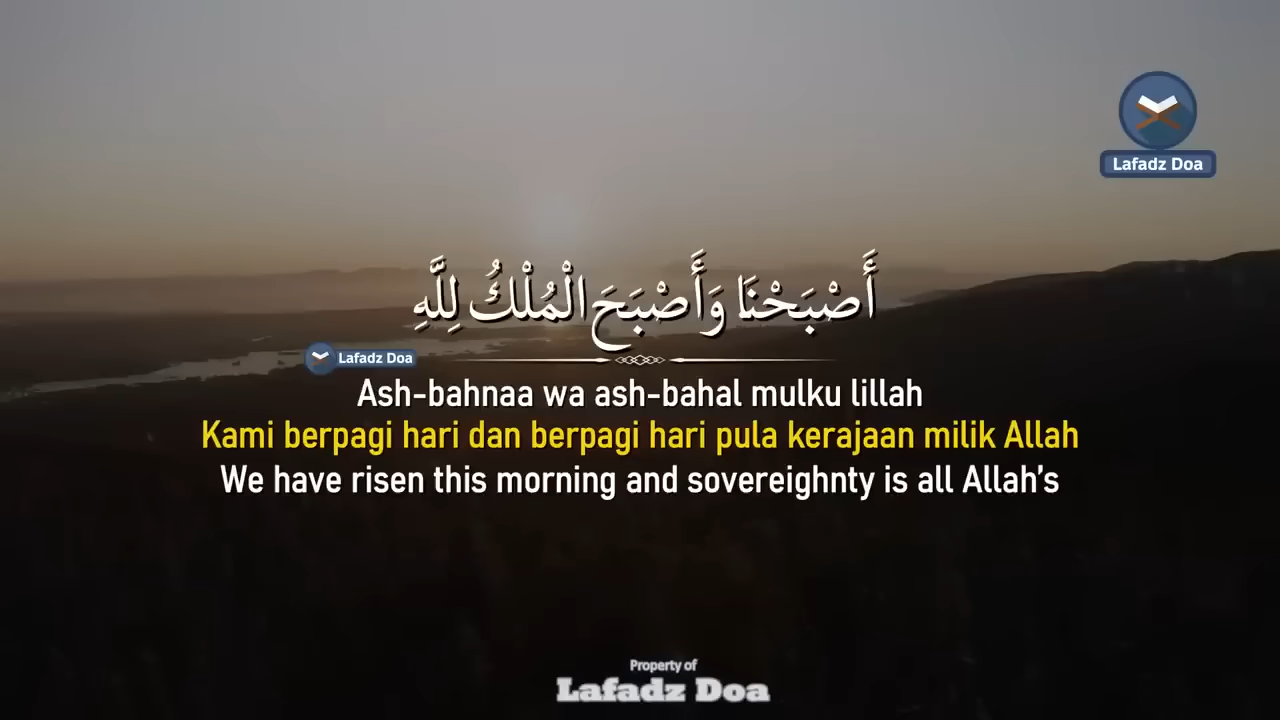 Lafadz Doa
أَصْبَحْنَا وَأَصْبَحَ الْمُلْكُ لِلَّهِ
Lafadz Doa
Ash-bahnaa wa ash-bahal mulku lillah
Kami berpagi hari dan berpagi hari pula kerajaan milik Allah
We have risen this morning and sovereighnty is all Allah's
Property of
Lafadz Doa